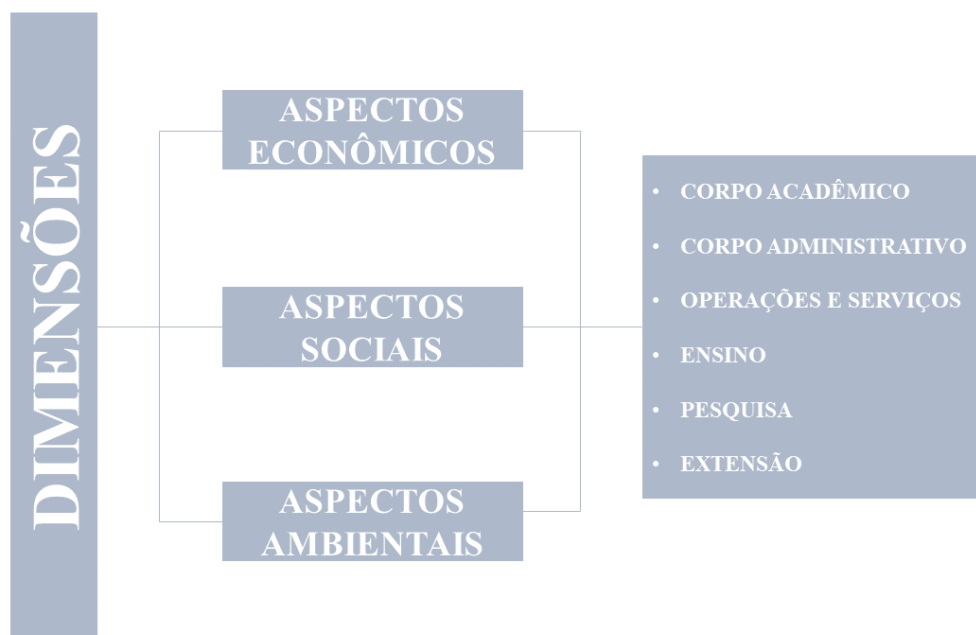 DIMENSÕES
ASPECTOS
ECONÔMICOS
ASPECTOS
SOCIAIS
ASPECTOS
AMBIENTAIS
• CORPO ACADÊMICO
• CORPO ADMINISTRATIVO
• OPERAÇÕES E SERVIÇOS
• ENSINO
• PESQUISA
• EXTENSÃO